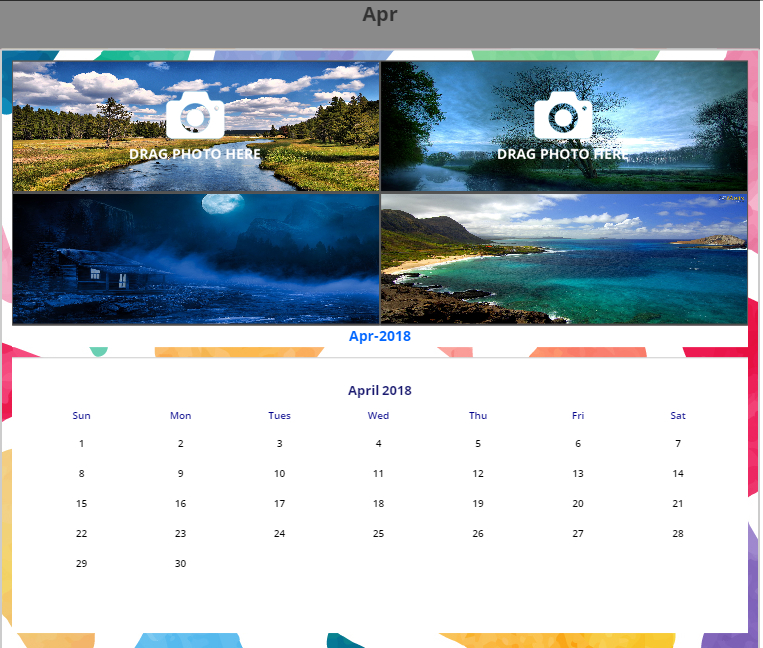 Apr
DRAG PHOTO HERE
DRAG PHOTO HERE
Apr-2018
April 2018
Sun Mon Tues Wed Thu Fri Sat
1 2 3 4 5 6 7
8 9 10 11 12 13 14
15 16 17 18 19 20 21
22 23 24 25 26 27 28
29 30